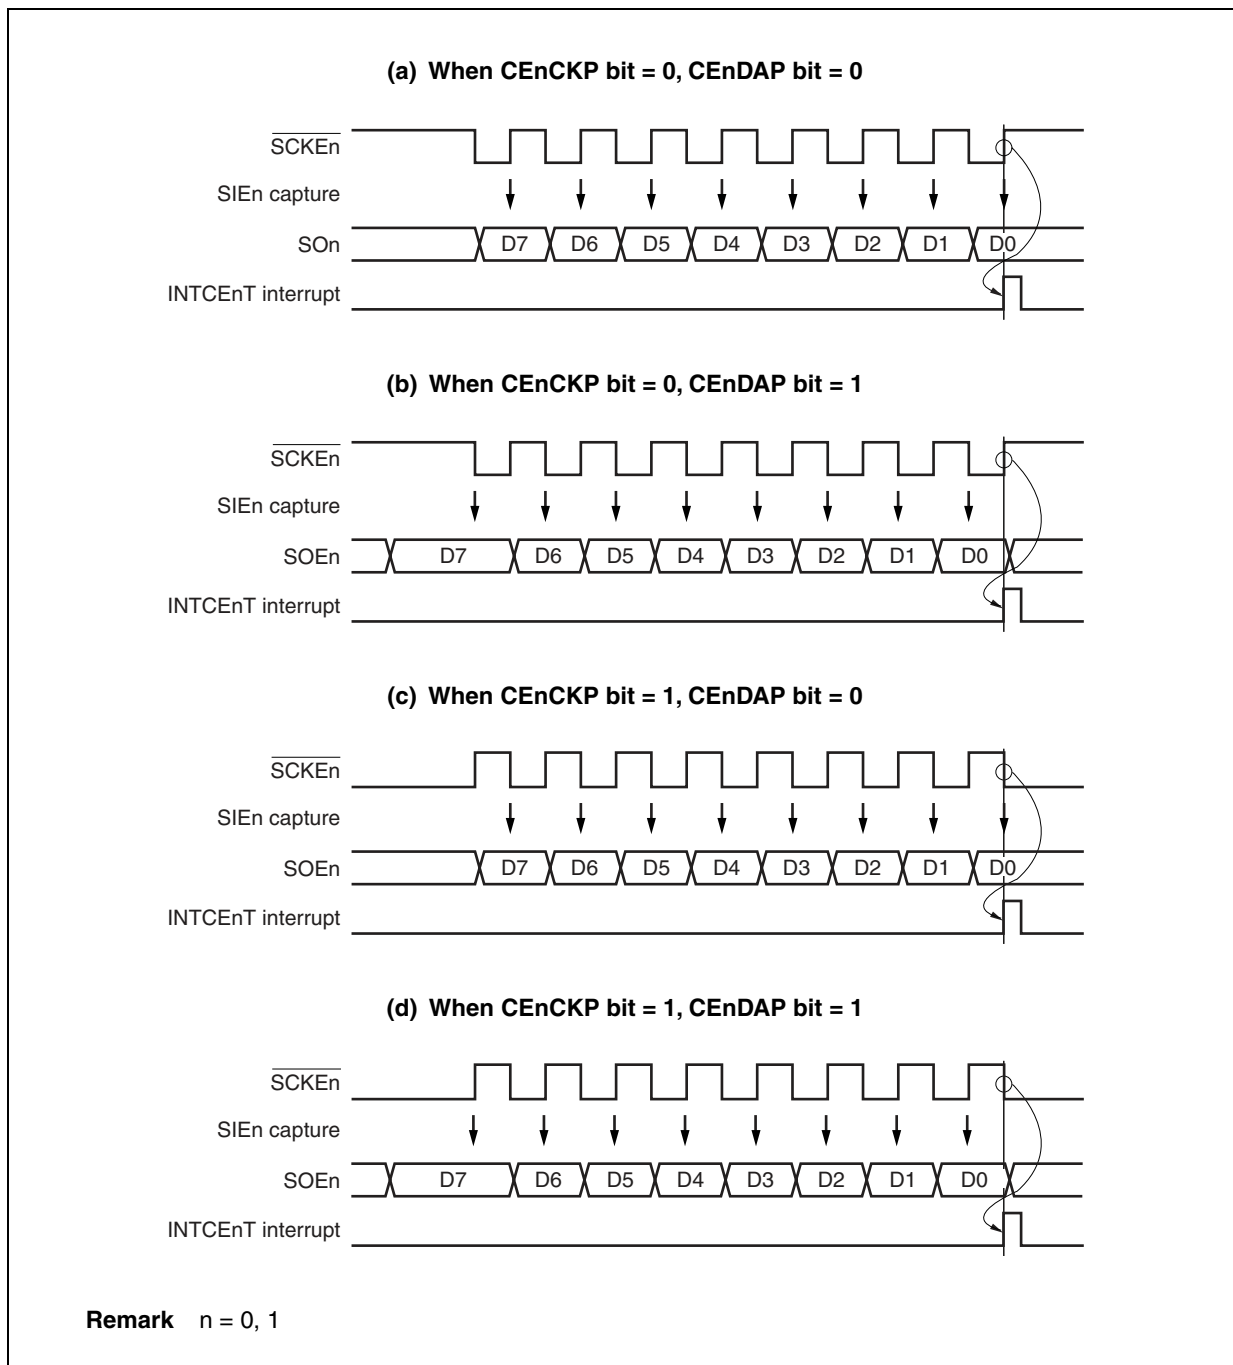 (a) When CEnCKP bit = 0, CEnDAP bit = 0
SCKEn
SIEn capture
SOn D7 D6 D5 D4 D3 D2 D1 D0
INTCEnT interrupt
(b) When CEnCKP bit = 0, CEnDAP bit = 1
SCKEn
SIEn capture
SOEn D7 D6 D5 D4 D3 D2 D1 D0
INTCEnT interrupt
(c) When CEnCKP bit = 1, CEnDAP bit = 0
SCKEn
SIEn capture
SOEn D7 D6 D5 D4 D3 D2 D1 D0
INTCEnT interrupt
(d) When CEnCKP bit = 1, CEnDAP bit = 1
SCKEn
SIEn capture
SOEn D7 D6 D5 D4 D3 D2 D1 D0
INTCEnT interrupt
Remark n = 0, 1